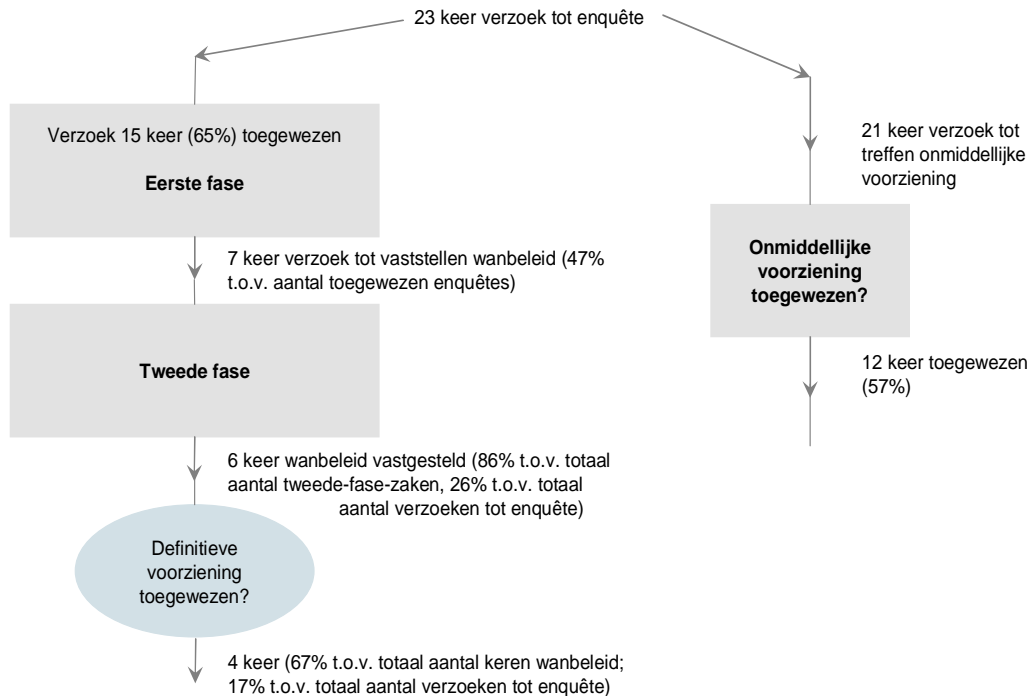 23 keer verzoek tot enquête
Verzoek 15 keer (65%) toegewezen
Eerste fase
7 keer verzoek tot vaststellen wanbeleid (47%
t.o.v. aantal toegewezen enquêtes)
Tweede fase
6 keer wanbeleid vastgesteld (86% t.o.v. totaal
aantal tweede-fase-zaken, 26% t.o.v. totaal
aantal verzoeken tot enquête)
Definitieve
voorziening
toegewezen?
4 keer (67% t.o.v. totaal aantal keren wanbeleid;
17% t.o.v. totaal aantal verzoeken tot enquête)
21 keer verzoek tot
treffen onmiddellijke
voorziening
Onmiddellijke
voorziening
toegewezen?
12 keer toegewezen
(57%)